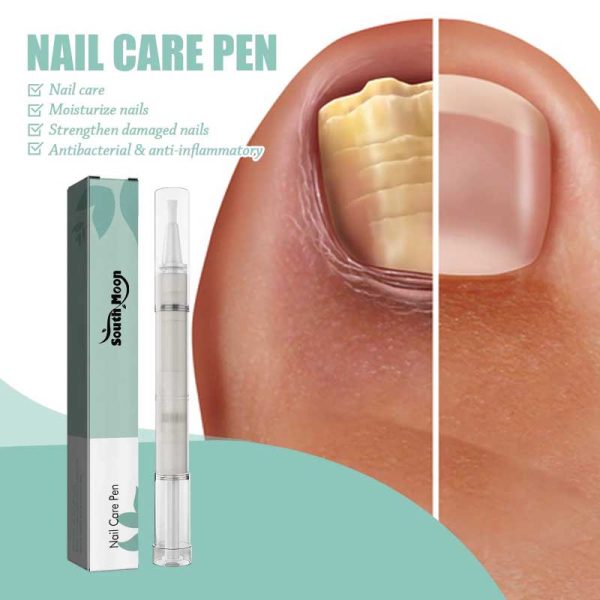 NAIL CARE PEN
Nail care
Moisturize nails
Strengthen damaged nails
Antibacterial & anti-inflammatory
South Moon
Nail Care Pen